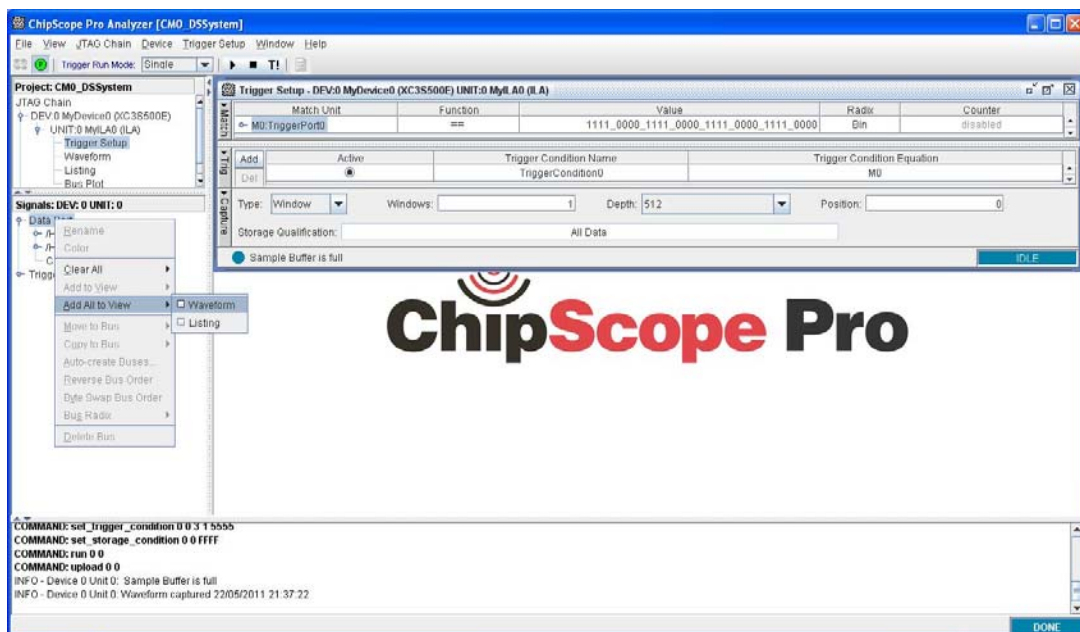 ChipScope Pro Analyzer [CM0_DSSystem]
File View JTAG Chain Device Trigger Setup Window Help
Trigger Run Mode: Single T!
Project: CM0_DSSystem
JTAG Chain
DEV:0 MyDevice0 (XC3S500E)
UNIT:0 MyILA0 (ILA)
Trigger Setup
Waveform
Listing
Bus Plot
Signals: DEV: 0 UNIT: 0
Data Port
Rename
Color
Clear All
Add to View
Add All to View
Waveform
Listing
Move to Bus
Copy to Bus
Auto-create Buses...
Reverse Bus Order
Byte Swap Bus Order
Bus Radix
Delete Bus
Trigger Setup - DEV:0 MyDevice0 (XC3S500E) UNIT:0 MyILA0 (ILA)
Match
Match Unit Function Value Radix Counter
M0:TriggerPort0 == 1111_0000_1111_0000_1111_0000_1111_0000 Bin disabled
Trig
Add Active Trigger Condition Name Trigger Condition Equation
Del TriggerCondition0 M0
Capture
Type: Window Windows: 1 Depth: 512 Position: 0
Storage Qualification: All Data
Sample Buffer is full IDLE
ChipScope Pro
COMMAND: set_trigger_condition 0 0 3 1 5555
COMMAND: set_storage_condition 0 0 FFFF
COMMAND: run 0 0
COMMAND: upload 0 0
INFO - Device 0 Unit 0: Sample Buffer is full
INFO - Device 0 Unit 0: Waveform captured 22/05/2011 21:37:22
DONE